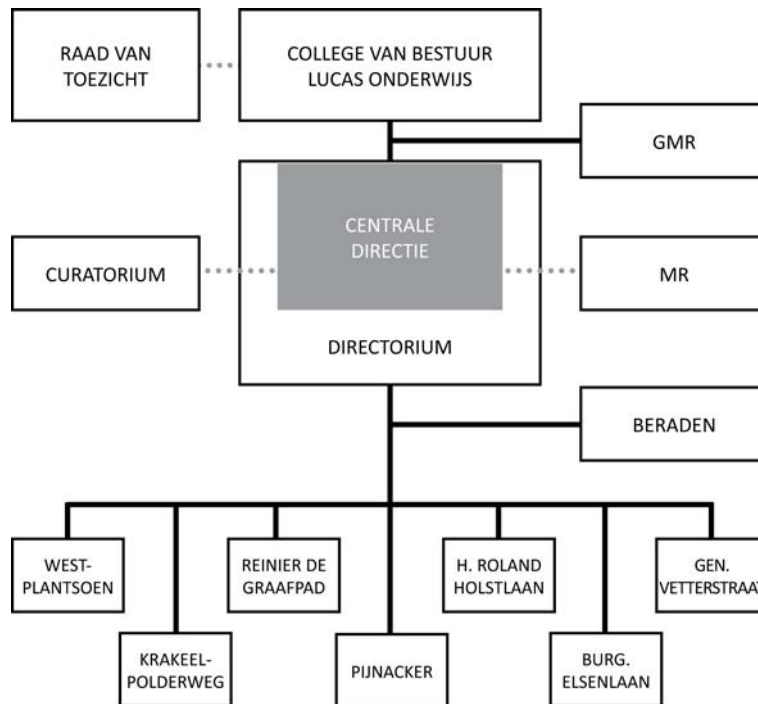 RAAD VAN
TOEZICHT
COLLEGE VAN BESTUUR
LUCAS ONDERWIJS
GMR
CENTRALE
DIRECTIE
CURATORIUM
MR
DIRECTORIUM
BERADEN
WEST-
PLANTSOEN
REINIER DE
GRAAFPAD
H. ROLAND
HOLSTLAAN
GEN.
VETTERSTRAAT
KRAKEEL-
POLDERWEG
PIJNACKER
BURG.
ELSENLAAN